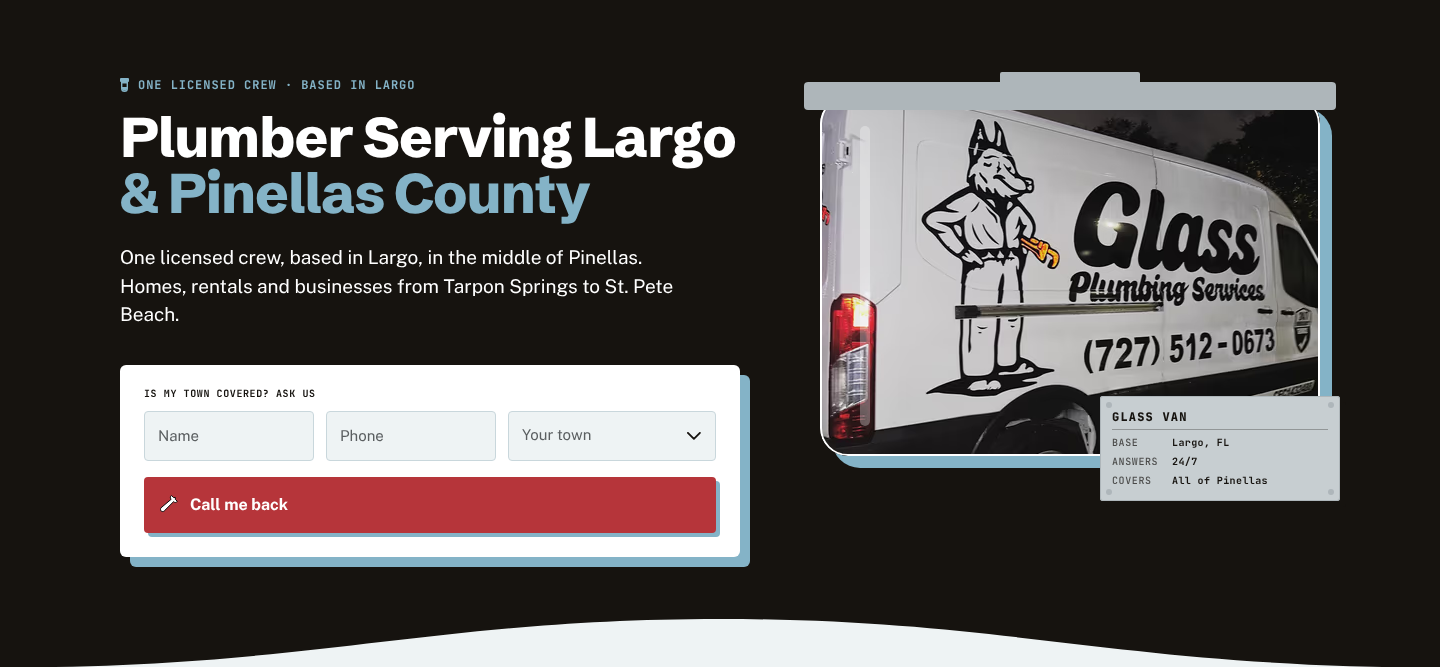 ONE LICENSED CREW · BASED IN LARGO
Plumber Serving Largo
& Pinellas County
One licensed crew, based in Largo, in the middle of Pinellas.
Homes, rentals and businesses from Tarpon Springs to St. Pete
Beach.
IS MY TOWN COVERED? ASK US
Name
Phone
Your town
Call me back
Glass
Plumbing Services
(727) 512-0673
GLASS VAN
BASE Largo, FL
ANSWERS 24/7
COVERS All of Pinellas